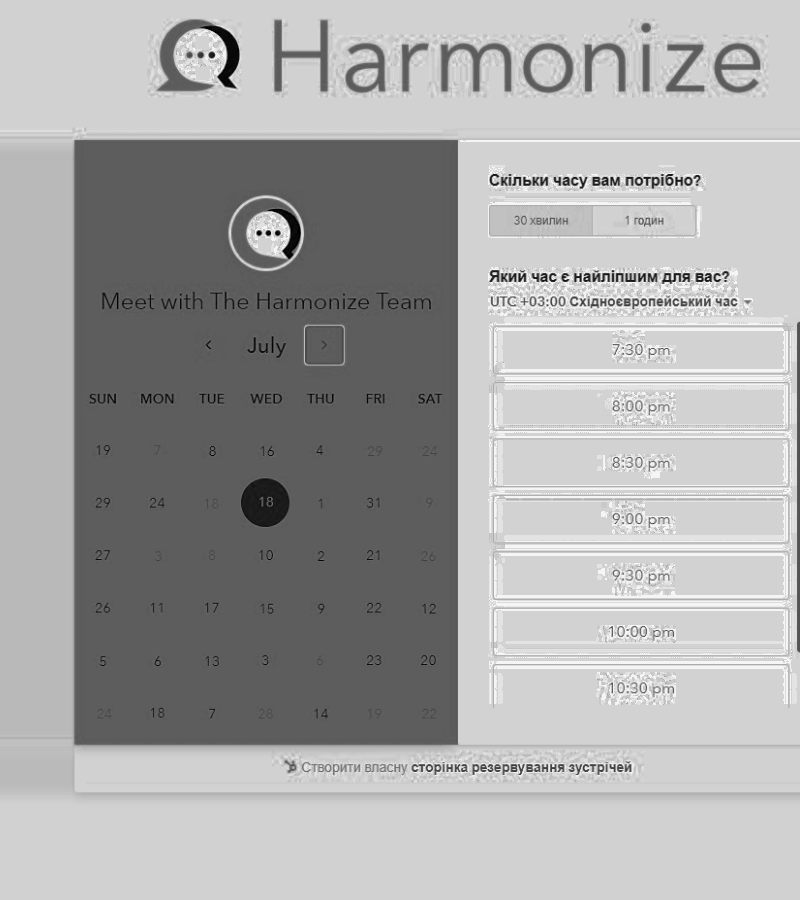 Harmonize
Meet with The Harmonize Team
July
SUN MON TUE WED THU FRI SAT
19 7 8 16 4 29 24
29 24 18 18 1 31 9
27 3 8 10 2 21 26
26 11 17 15 9 22 12
5 6 13 3 6 23 20
24 18 7 28 14 19 22
Скільки часу вам потрібно?
30 хвилин 1 годин
Який час є найліпшим для вас?
UTC +03:00 Східноєвропейський час
7:30 pm
8:00 pm
8:30 pm
9:00 pm
9:30 pm
10:00 pm
10:30 pm
Створити власну сторінка резервування зустрічей